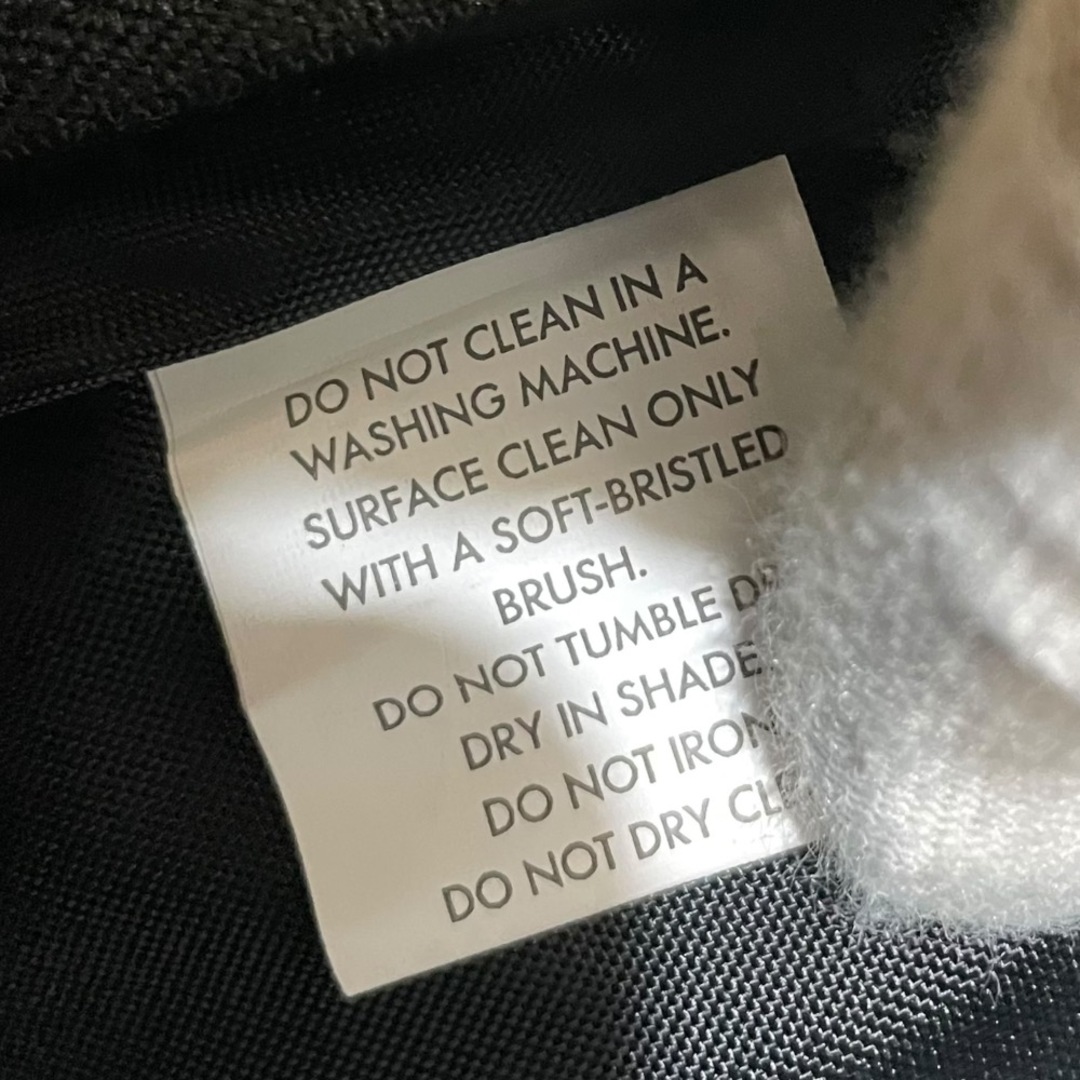 DO NOT CLEAN IN A
WASHING MACHINE.
SURFACE CLEAN ONLY
WITH A SOFT-BRISTLED
BRUSH.
DO NOT TUMBLE
DRY IN SHADE
DO NOT IRON
DO NOT DRY